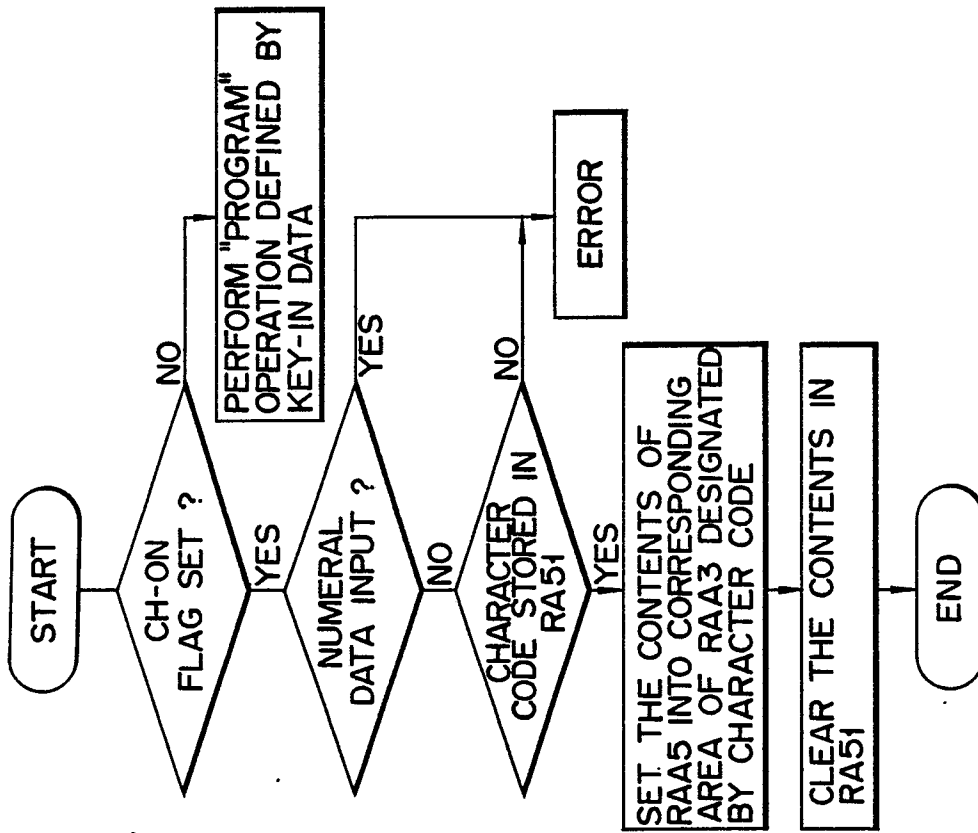 START
CH-ON
FLAG SET ?
NO
PERFORM "PROGRAM"
OPERATION DEFINED BY
KEY-IN DATA
YES
NUMERAL
DATA INPUT ?
YES
NO
CHARACTER
CODE STORED IN
RA51
NO
ERROR
YES
SET THE CONTENTS OF
RAA5 INTO CORRESPONDING
AREA OF RAA3 DESIGNATED
BY CHARACTER CODE
CLEAR THE CONTENTS IN
RA51
END